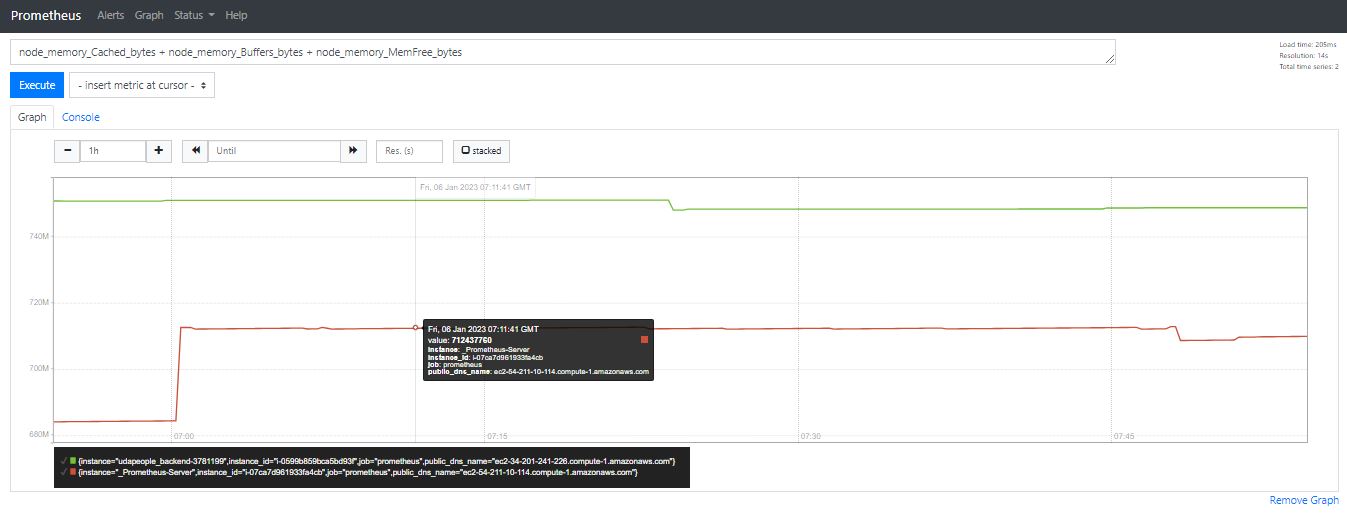 Prometheus Alerts Graph Status Help
node_memory_Cached_bytes + node_memory_Buffers_bytes + node_memory_MemFree_bytes
Load time: 205ms
Resolution: 14s
Total time series: 2
Execute - insert metric at cursor -
Graph Console
1h Until Res. (s) stacked
Fri, 06 Jan 2023 07:11:41 GMT
740M
720M
700M
680M
Fri, 06 Jan 2023 07:11:41 GMT
value: 712437760
instance: _Prometheus-Server
instance_id: i-07ca7d961933fa4cb
job: prometheus
public_dns_name: ec2-54-211-10-114.compute-1.amazonaws.com
07:00 07:15 07:30 07:45
{instance="udapeople_backend-3781199",instance_id="i-0599b859bca5bd93f",job="prometheus",public_dns_name="ec2-34-201-241-226.compute-1.amazonaws.com"}
{instance="_Prometheus-Server",instance_id="i-07ca7d961933fa4cb",job="prometheus",public_dns_name="ec2-54-211-10-114.compute-1.amazonaws.com"}
Remove Graph